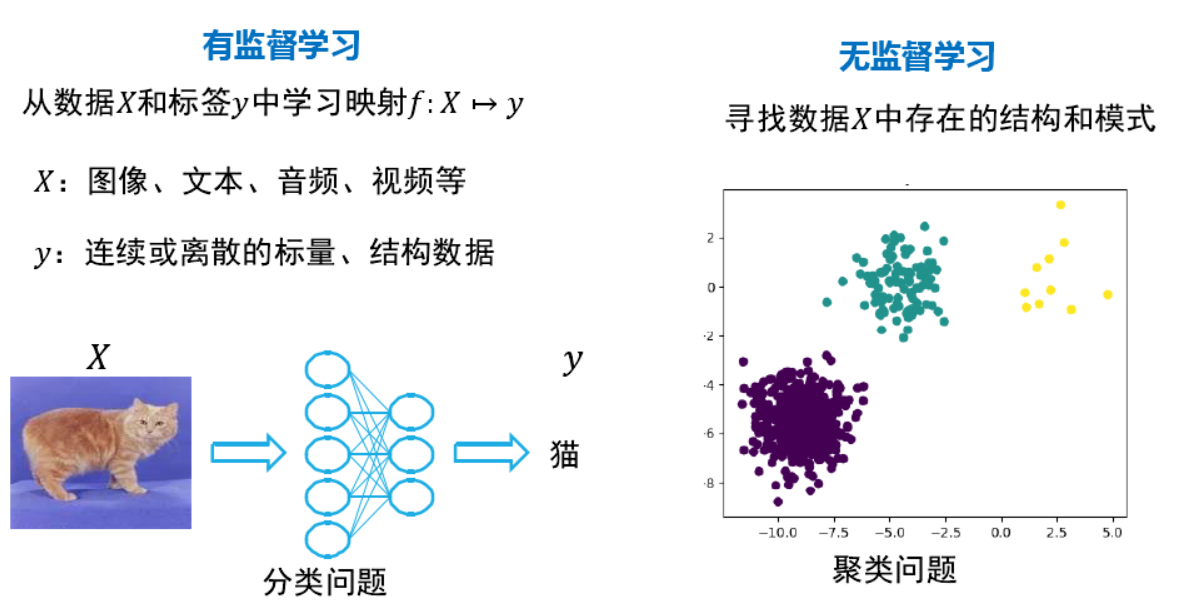 有监督学习
从数据X和标签y中学习映射f: X ↦ y
X：图像、文本、音频、视频等
y：连续或离散的标量、结构数据
X
y
猫
分类问题
无监督学习
寻找数据X中存在的结构和模式
2
0
-2
-4
-6
-8
−10.0 −7.5 −5.0 −2.5 0.0 2.5 5.0
聚类问题